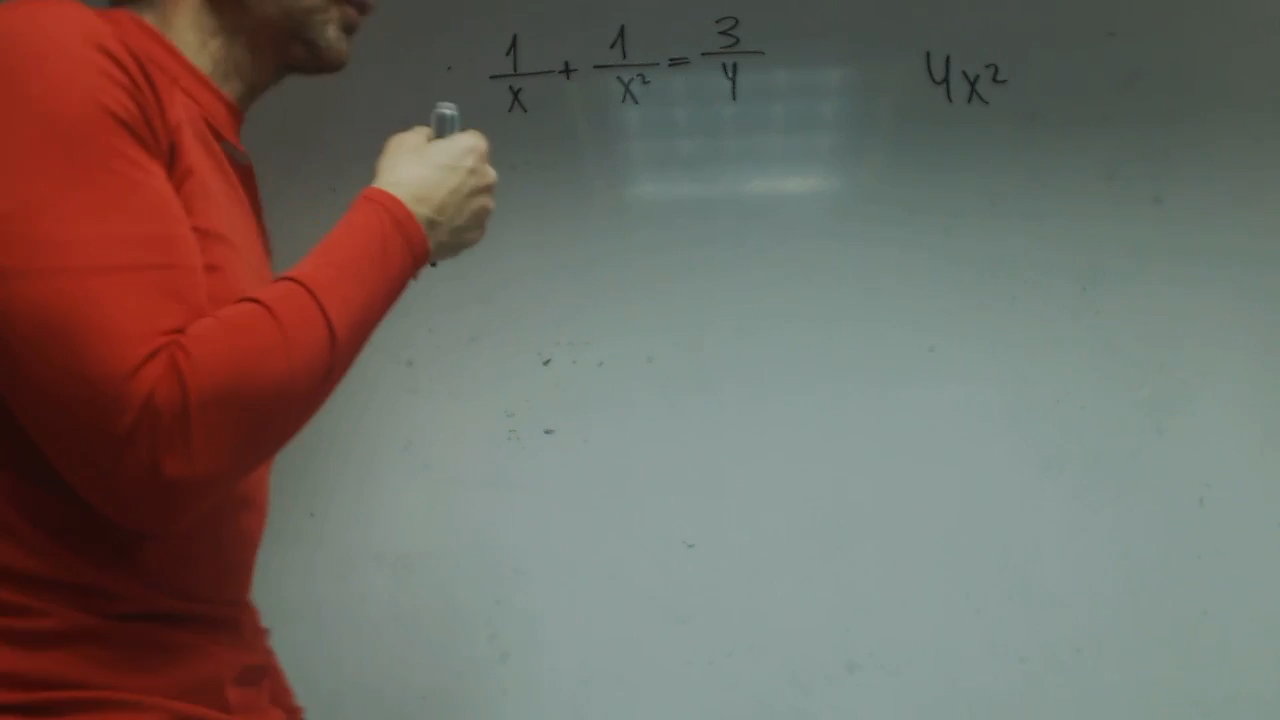 1/x + 1/x² = 3/4
4x²